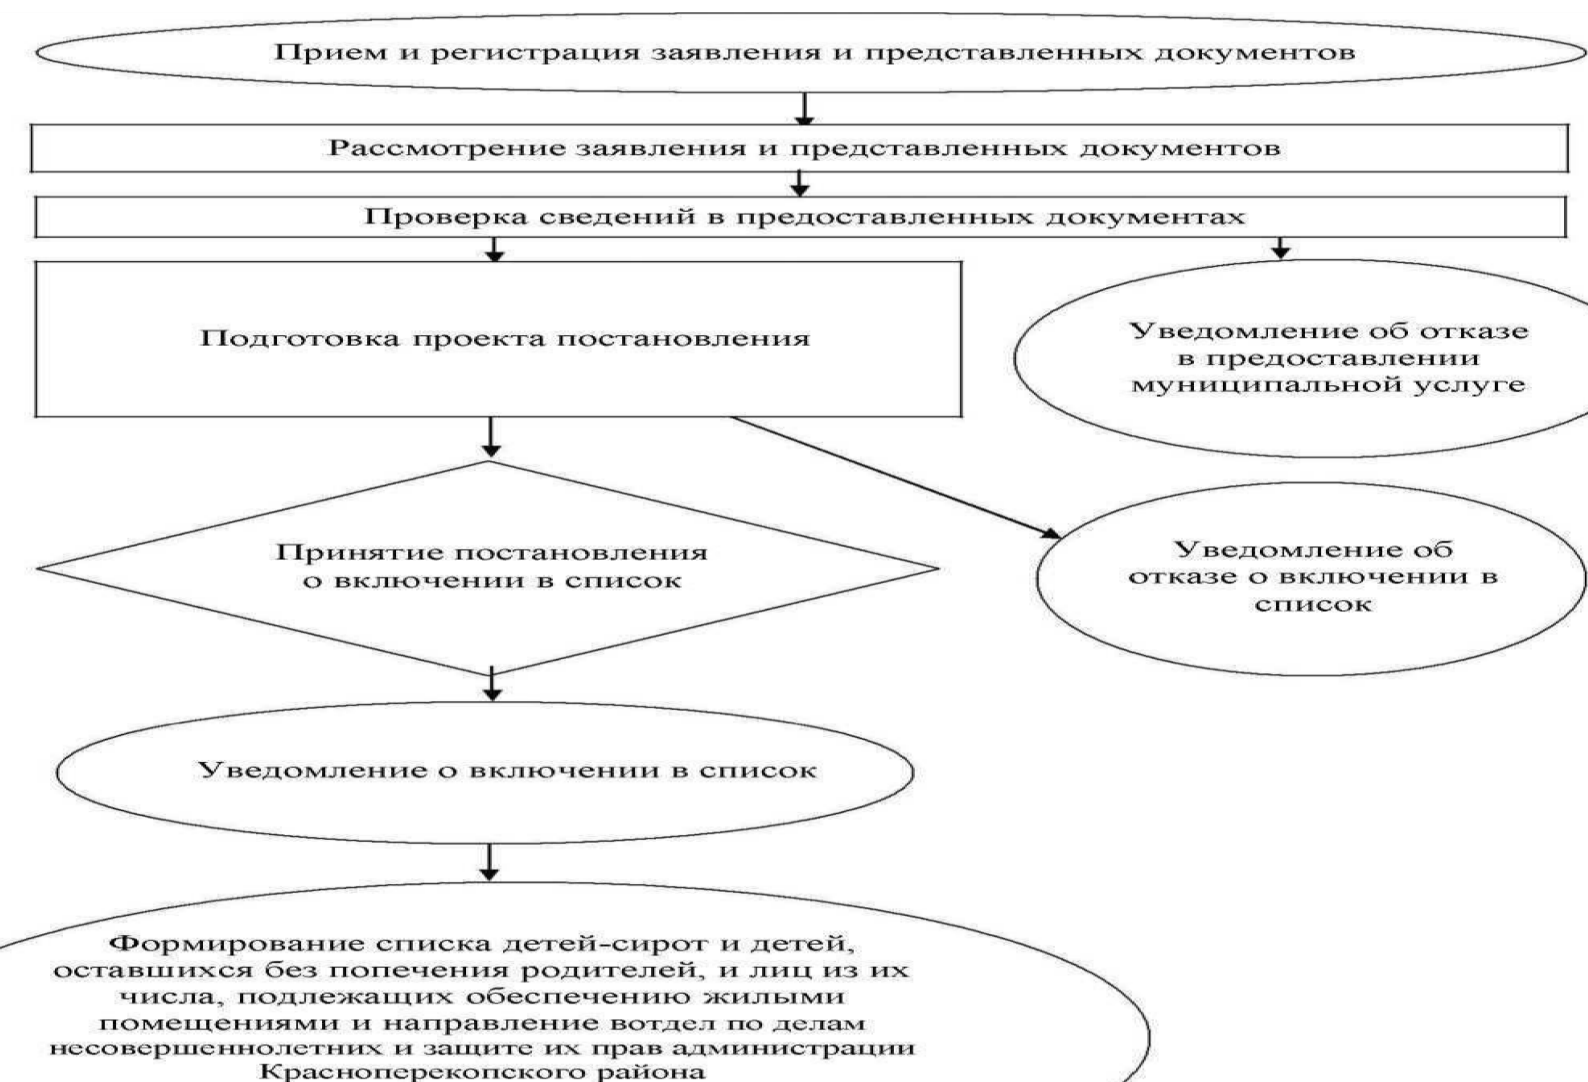 Прием и регистрация заявления и представленных документов
Рассмотрение заявления и представленных документов
Проверка сведений в предоставленных документах
Подготовка проекта постановления
Уведомление об отказе
в предоставлении
муниципальной услуге
Принятие постановления
о включении в список
Уведомление об
отказе о включении в
список
Уведомление о включении в список
Формирование списка детей-сирот и детей,
оставшихся без попечения родителей, и лиц из их
числа, подлежащих обеспечению жилыми
помещениями и направление вотдел по делам
несовершеннолетних и защите их прав администрации
Красноперекопского района